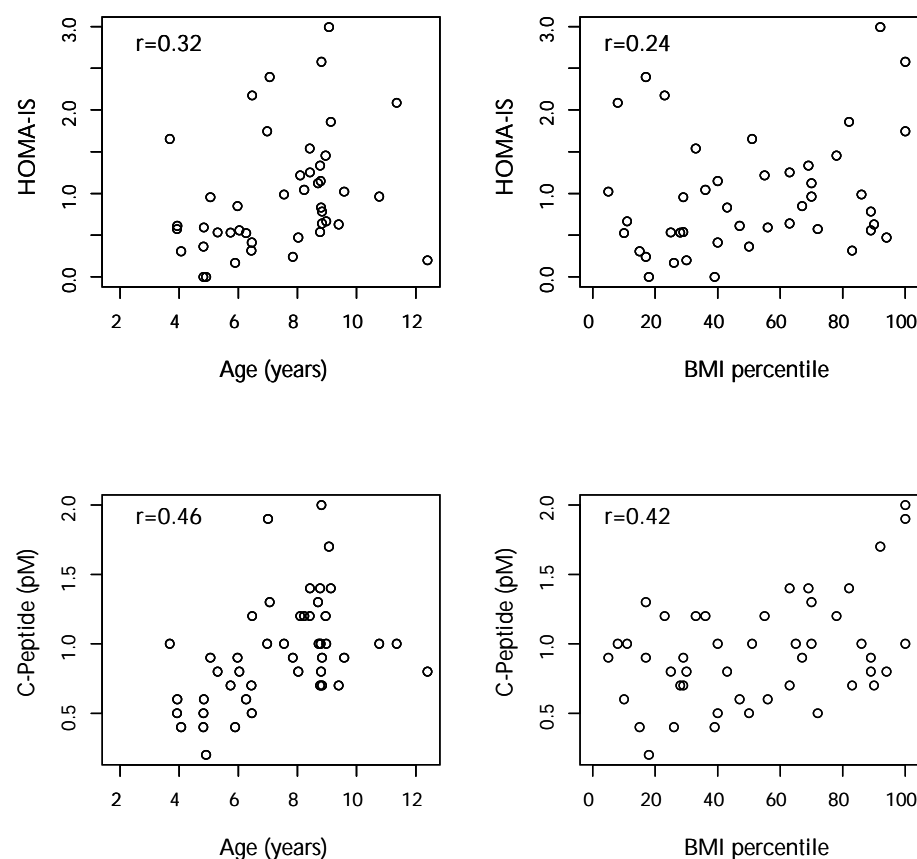 r=0.32
HOMA-IS
3.0
2.0
1.0
0.0
2 4 6 8 10 12
Age (years)
r=0.24
HOMA-IS
3.0
2.0
1.0
0.0
0 20 40 60 80 100
BMI percentile
r=0.46
C-Peptide (pM)
2.0
1.5
1.0
0.5
2 4 6 8 10 12
Age (years)
r=0.42
C-Peptide (pM)
2.0
1.5
1.0
0.5
0 20 40 60 80 100
BMI percentile